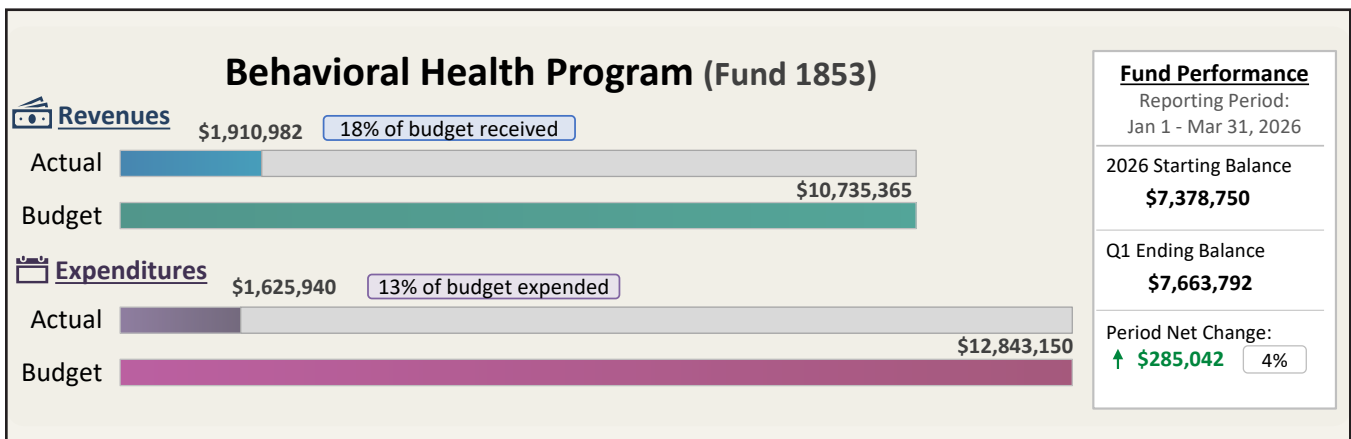 Behavioral Health Program (Fund 1853)
Revenues
$1,910,982
18% of budget received
Actual
$10,735,365
Budget
Expenditures
$1,625,940
13% of budget expended
Actual
$12,843,150
Budget
Fund Performance
Reporting Period:
Jan 1 - Mar 31, 2026
2026 Starting Balance
$7,378,750
Q1 Ending Balance
$7,663,792
Period Net Change:
$285,042
4%